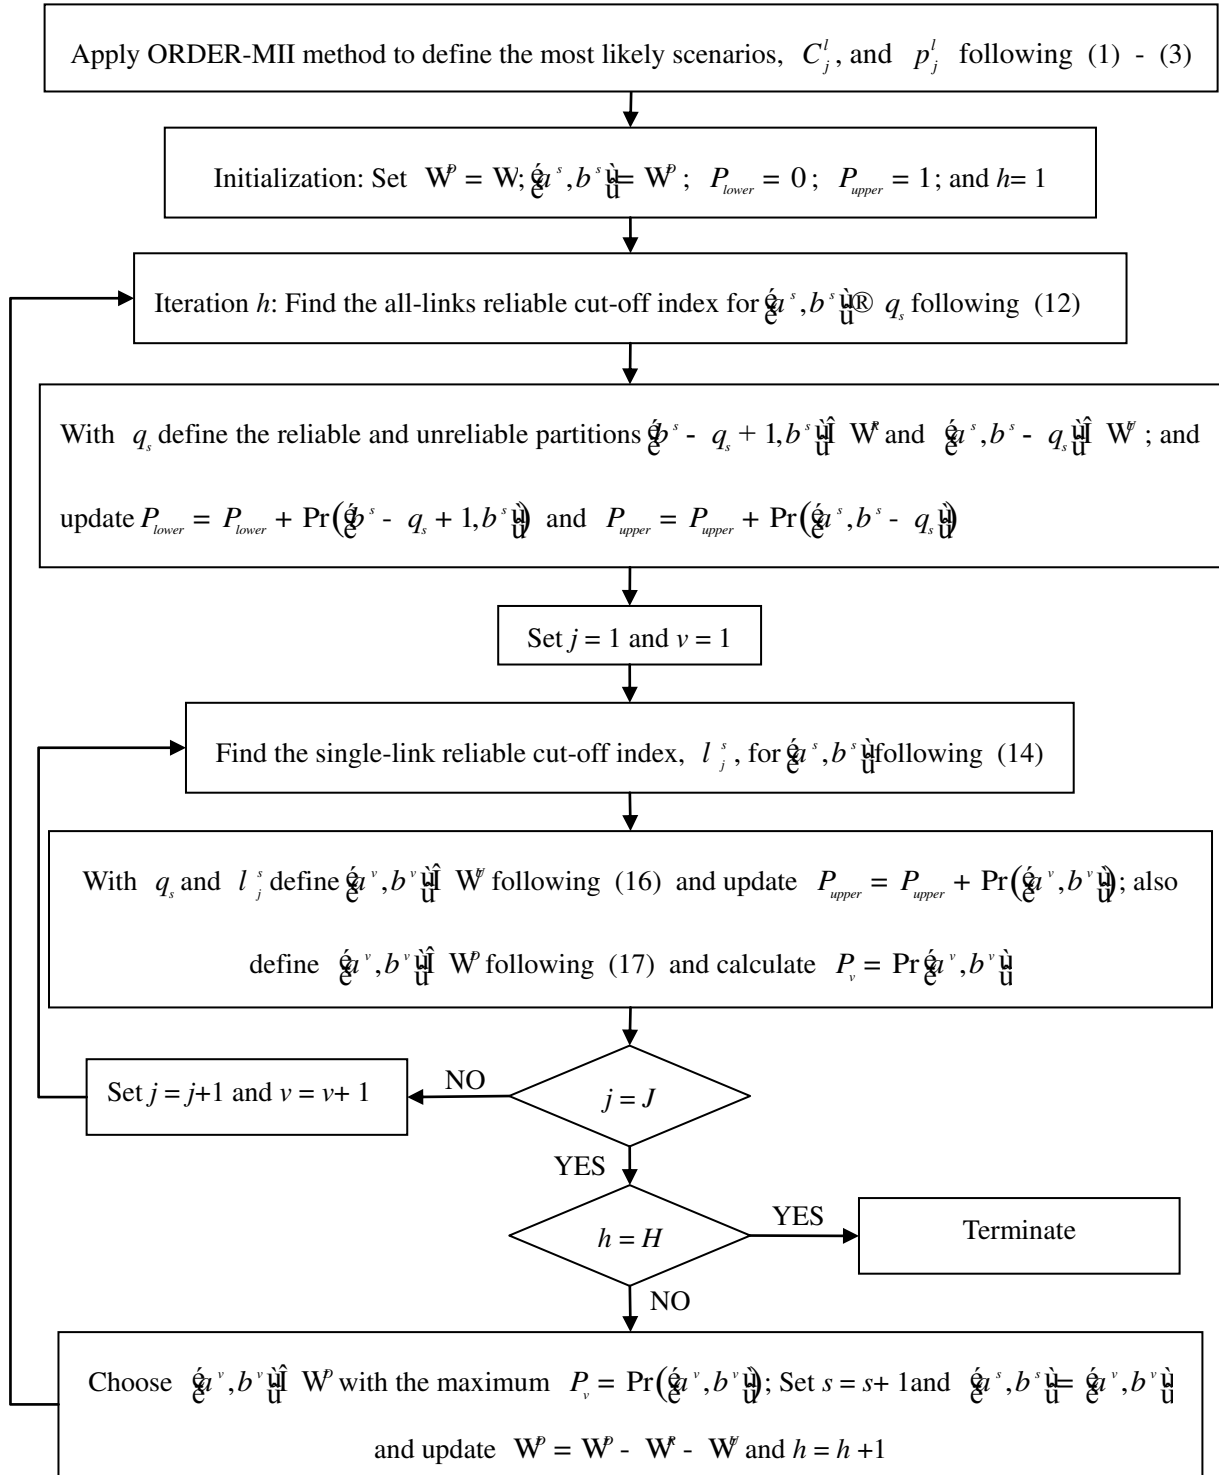 Apply ORDER-MII method to define the most likely scenarios, C_j^l, and p_j^l following (1) - (3)
Initialization: Set W^P = W; a^s, b^s = W^P; P_lower = 0; P_upper = 1; and h= 1
Iteration h: Find the all-links reliable cut-off index for a^s, b^s ® q_s following (12)
With q_s define the reliable and unreliable partitions b^s - q_s + 1, b^s Î W^R and a^s, b^s - q_s Î W^U ; and
update P_lower = P_lower + Pr(b^s - q_s + 1, b^s) and P_upper = P_upper + Pr(a^s, b^s - q_s)
Set j = 1 and v = 1
Find the single-link reliable cut-off index, l_j^s, for a^s, b^s following (14)
With q_s and l_j^s define a^v, b^v Î W^U following (16) and update P_upper = P_upper + Pr(a^v, b^v); also
define a^v, b^v Î W^P following (17) and calculate P_v = Pr a^v, b^v
Set j = j+1 and v = v+ 1
NO
j = J
YES
h = H
YES
Terminate
NO
Choose a^v, b^v Î W^P with the maximum P_v = Pr(a^v, b^v); Set s = s+ 1and a^s, b^s = a^v, b^v
and update W^P = W^P - W^R - W^U and h = h +1